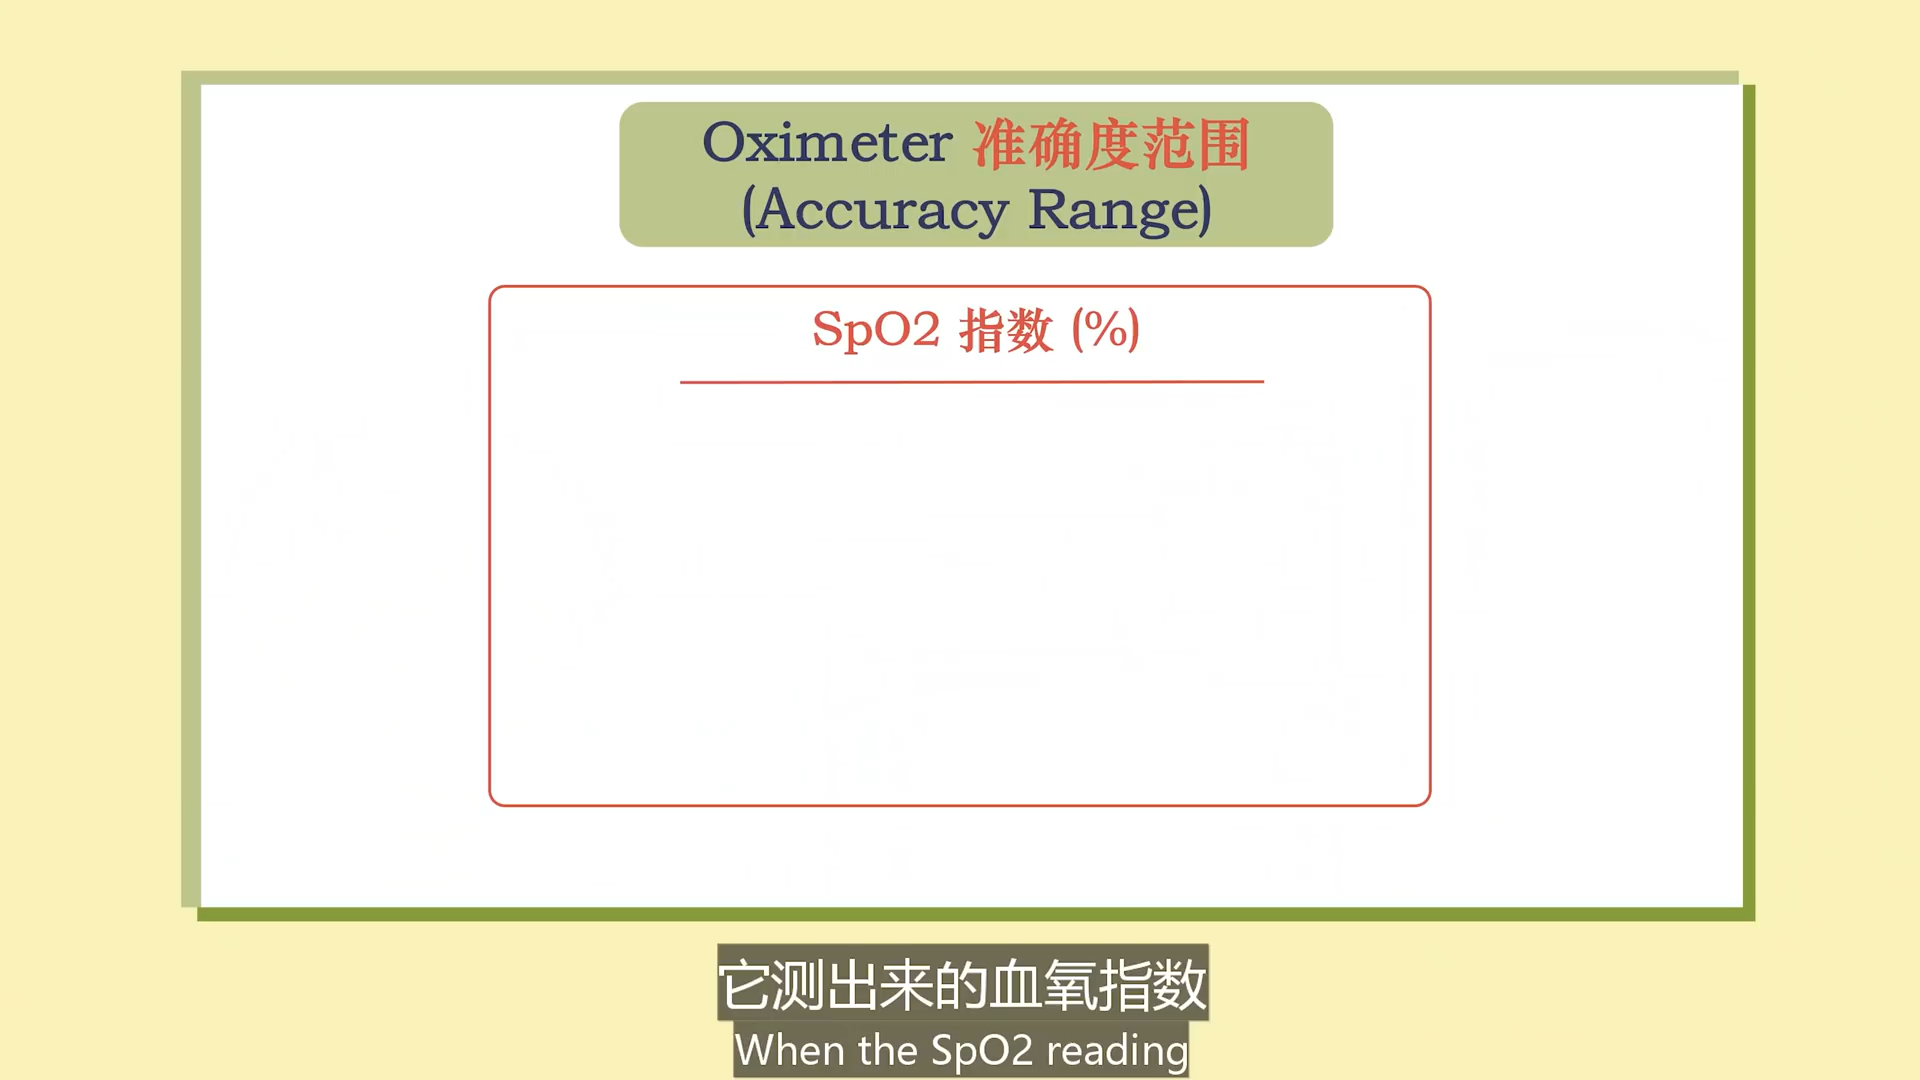 Oximeter 准确度范围
(Accuracy Range)
SpO2 指数 (%)
它测出来的血氧指数
When the SpO2 reading